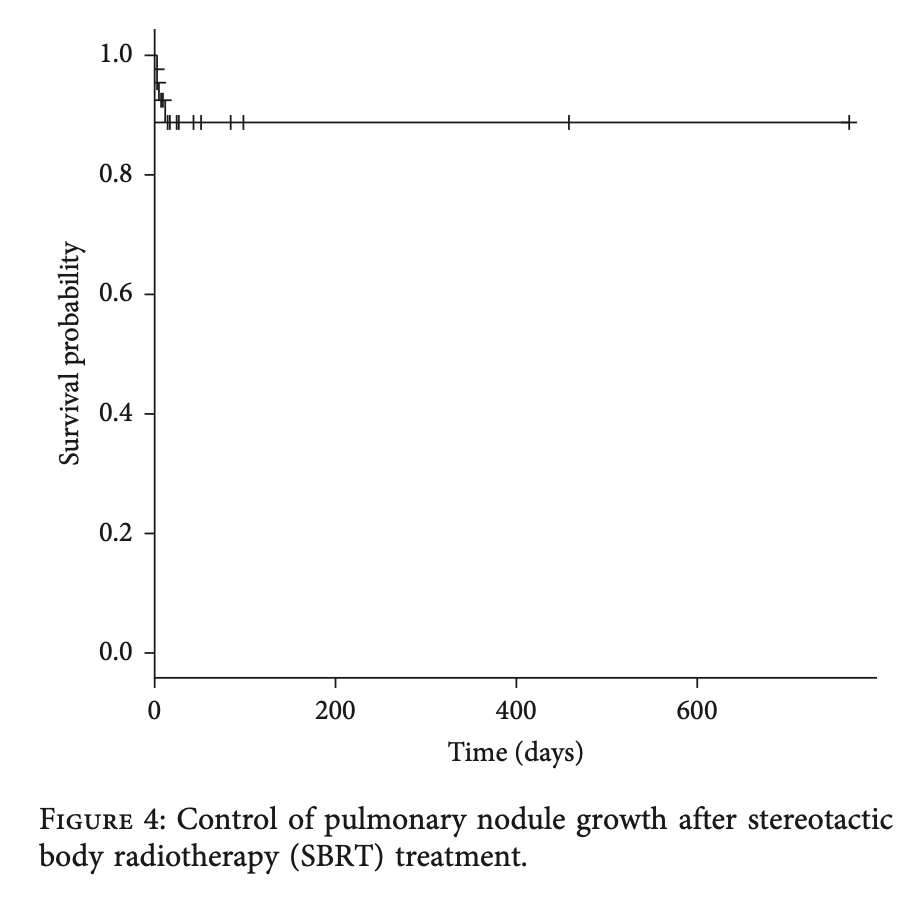 1.0
0.8
0.6
0.4
0.2
0.0
Survival probability
0 200 400 600
Time (days)
FIGURE 4: Control of pulmonary nodule growth after stereotactic
body radiotherapy (SBRT) treatment.